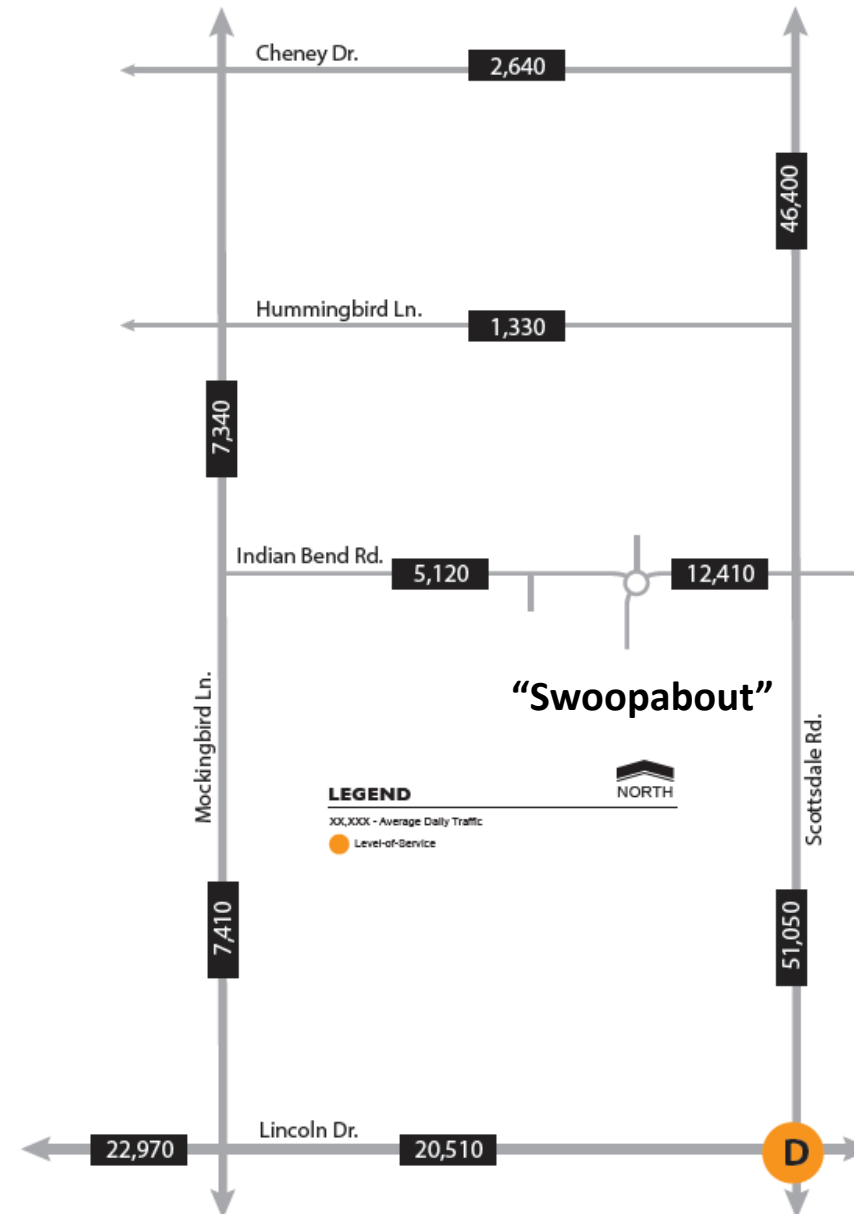 Cheney Dr.
2,640
46,400
Hummingbird Ln.
1,330
7,340
Indian Bend Rd.
5,120
12,410
“Swoopabout”
Mockingbird Ln.
Scottsdale Rd.
LEGEND
NORTH
XX,XXX - Average Daily Traffic
Level-of-Service
7,410
51,050
Lincoln Dr.
22,970
20,510
D